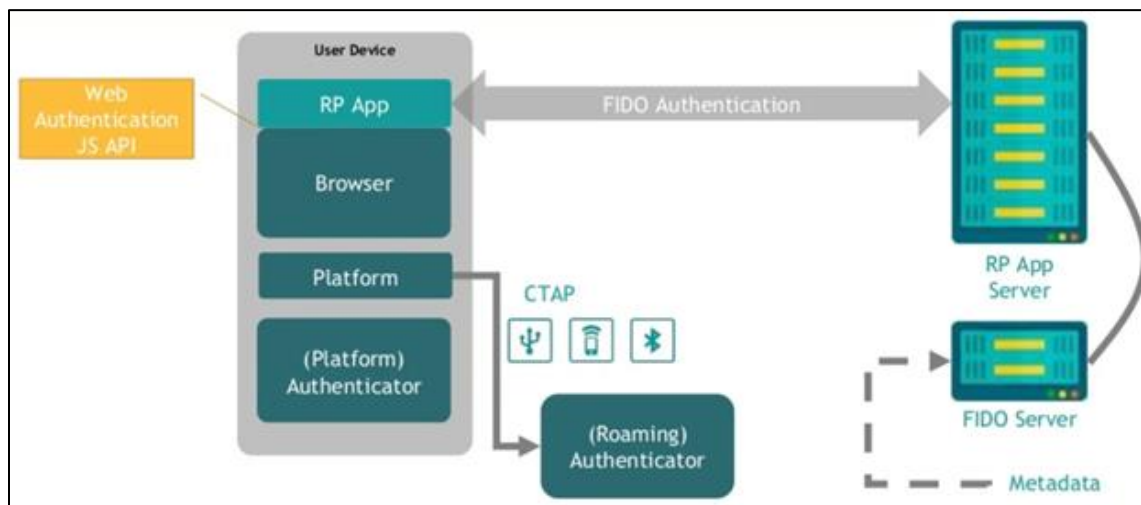 User Device
Web
Authentication
JS API
RP App
FIDO Authentication
Browser
Platform
CTAP
(Platform)
Authenticator
(Roaming)
Authenticator
RP App
Server
FIDO Server
Metadata